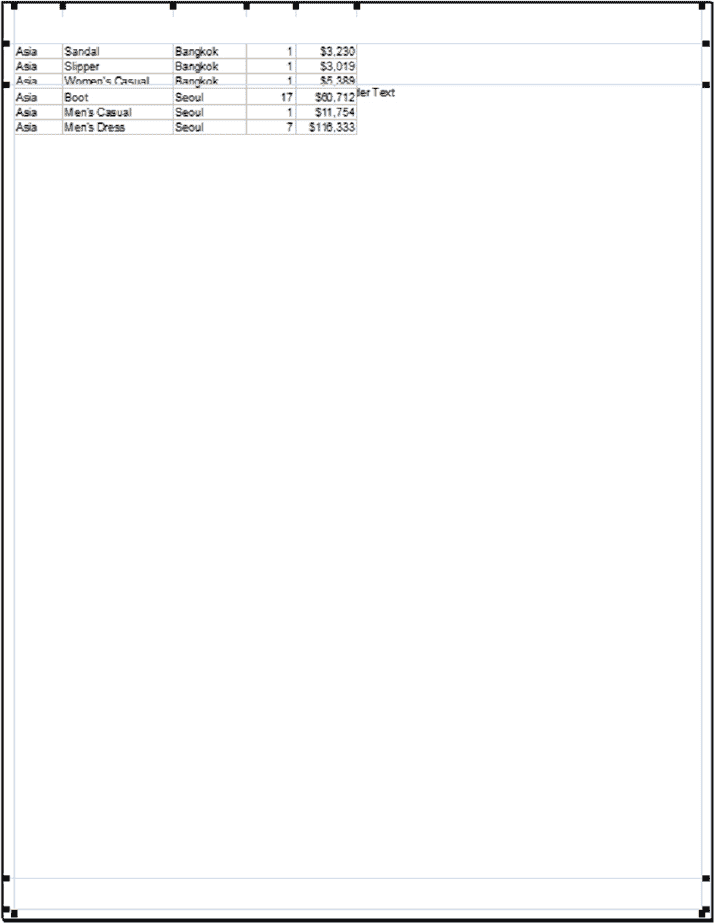 Asia Sandal Bangkok 1 $3,230
Asia Slipper Bangkok 1 $3,019
Asia Women's Casual Bangkok 1 $5,389
Asia Boot Seoul 17 $60,712
der Text
Asia Men's Casual Seoul 1 $11,754
Asia Men's Dress Seoul 7 $116,333